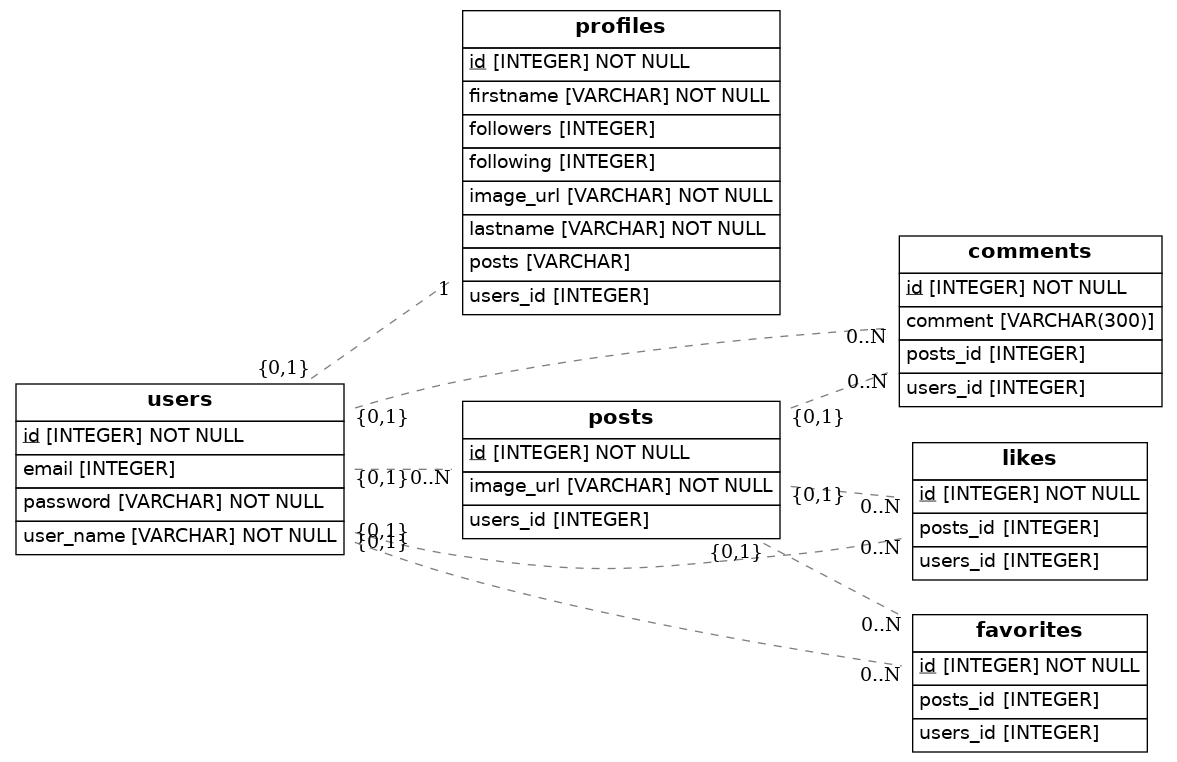 profiles
id [INTEGER] NOT NULL
firstname [VARCHAR] NOT NULL
followers [INTEGER]
following [INTEGER]
image_url [VARCHAR] NOT NULL
lastname [VARCHAR] NOT NULL
posts [VARCHAR]
users_id [INTEGER]
1
{0,1}
users
id [INTEGER] NOT NULL
email [INTEGER]
password [VARCHAR] NOT NULL
user_name [VARCHAR] NOT NULL
{0,1}
{0,1}
0..N
{0,1}
{0,1}
posts
id [INTEGER] NOT NULL
image_url [VARCHAR] NOT NULL
users_id [INTEGER]
{0,1}
{0,1}
{0,1}
comments
id [INTEGER] NOT NULL
comment [VARCHAR(300)]
posts_id [INTEGER]
users_id [INTEGER]
0..N
0..N
likes
id [INTEGER] NOT NULL
posts_id [INTEGER]
users_id [INTEGER]
0..N
0..N
favorites
id [INTEGER] NOT NULL
posts_id [INTEGER]
users_id [INTEGER]
0..N
0..N